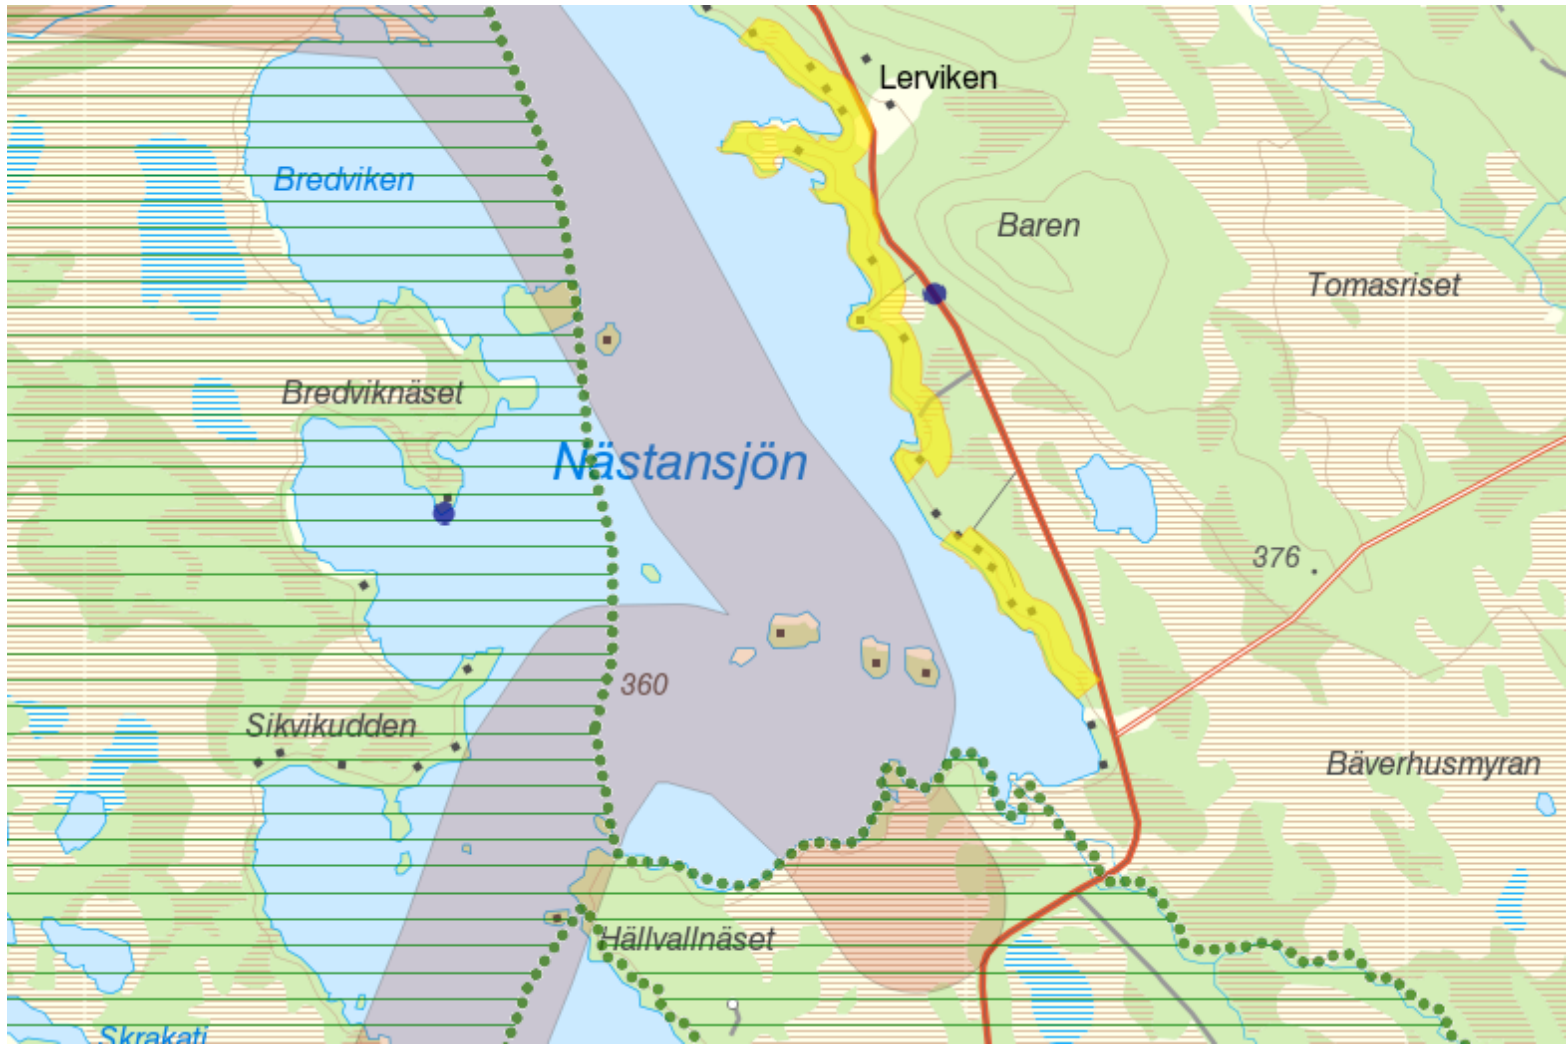 Lerviken
Bredviken
Baren
Tomasriset
Bredviknäset
Nästansjön
376
360
Sikvikudden
Bäverhusmyran
Hällvallnäset
Skrakati